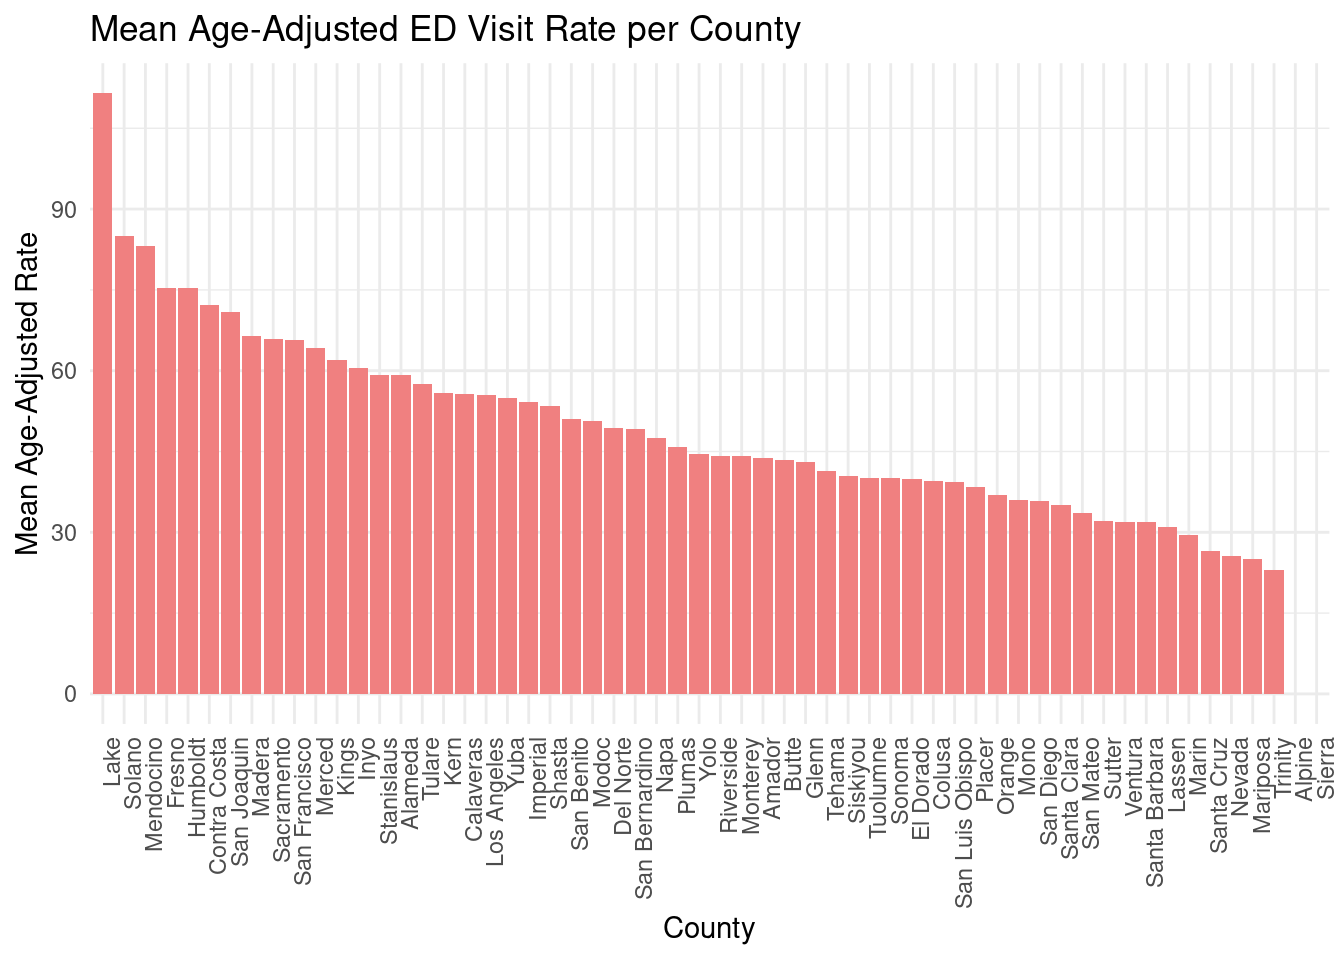 Mean Age-Adjusted ED Visit Rate per County
Mean Age-Adjusted Rate
90
60
30
0
Lake
Solano
Mendocino
Fresno
Humboldt
Contra Costa
San Joaquin
Madera
Sacramento
San Francisco
Merced
Kings
Inyo
Stanislaus
Alameda
Tulare
Kern
Calaveras
Los Angeles
Yuba
Imperial
Shasta
San Benito
Modoc
Del Norte
San Bernardino
Napa
Plumas
Yolo
Riverside
Monterey
Amador
Butte
Glenn
Tehama
Siskiyou
Tuolumne
Sonoma
El Dorado
Colusa
San Luis Obispo
Placer
Orange
Mono
San Diego
Santa Clara
San Mateo
Sutter
Ventura
Santa Barbara
Lassen
Marin
Santa Cruz
Nevada
Mariposa
Trinity
Alpine
Sierra
County